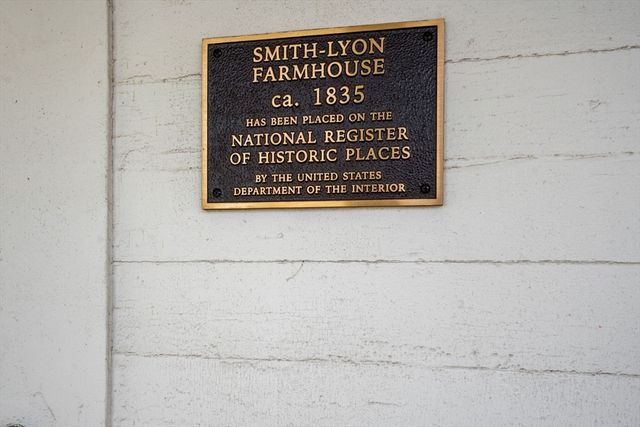 SMITH-LYON
FARMHOUSE
ca. 1835
HAS BEEN PLACED ON THE
NATIONAL REGISTER
OF HISTORIC PLACES
BY THE UNITED STATES
DEPARTMENT OF THE INTERIOR